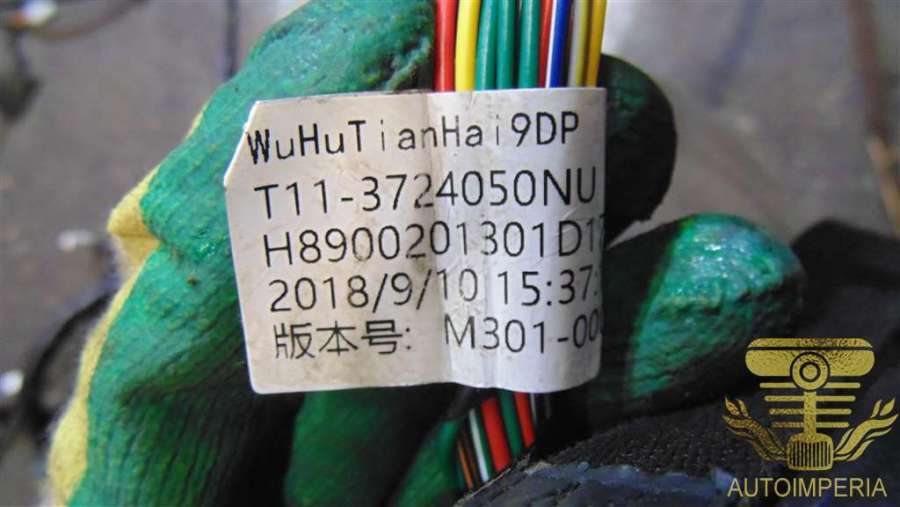 WuHuTianHai9DP
T11-3724050NU
H8900201301D1
2018/9/10 15:37:
版本号: M301-00
AUTOIMPERIA